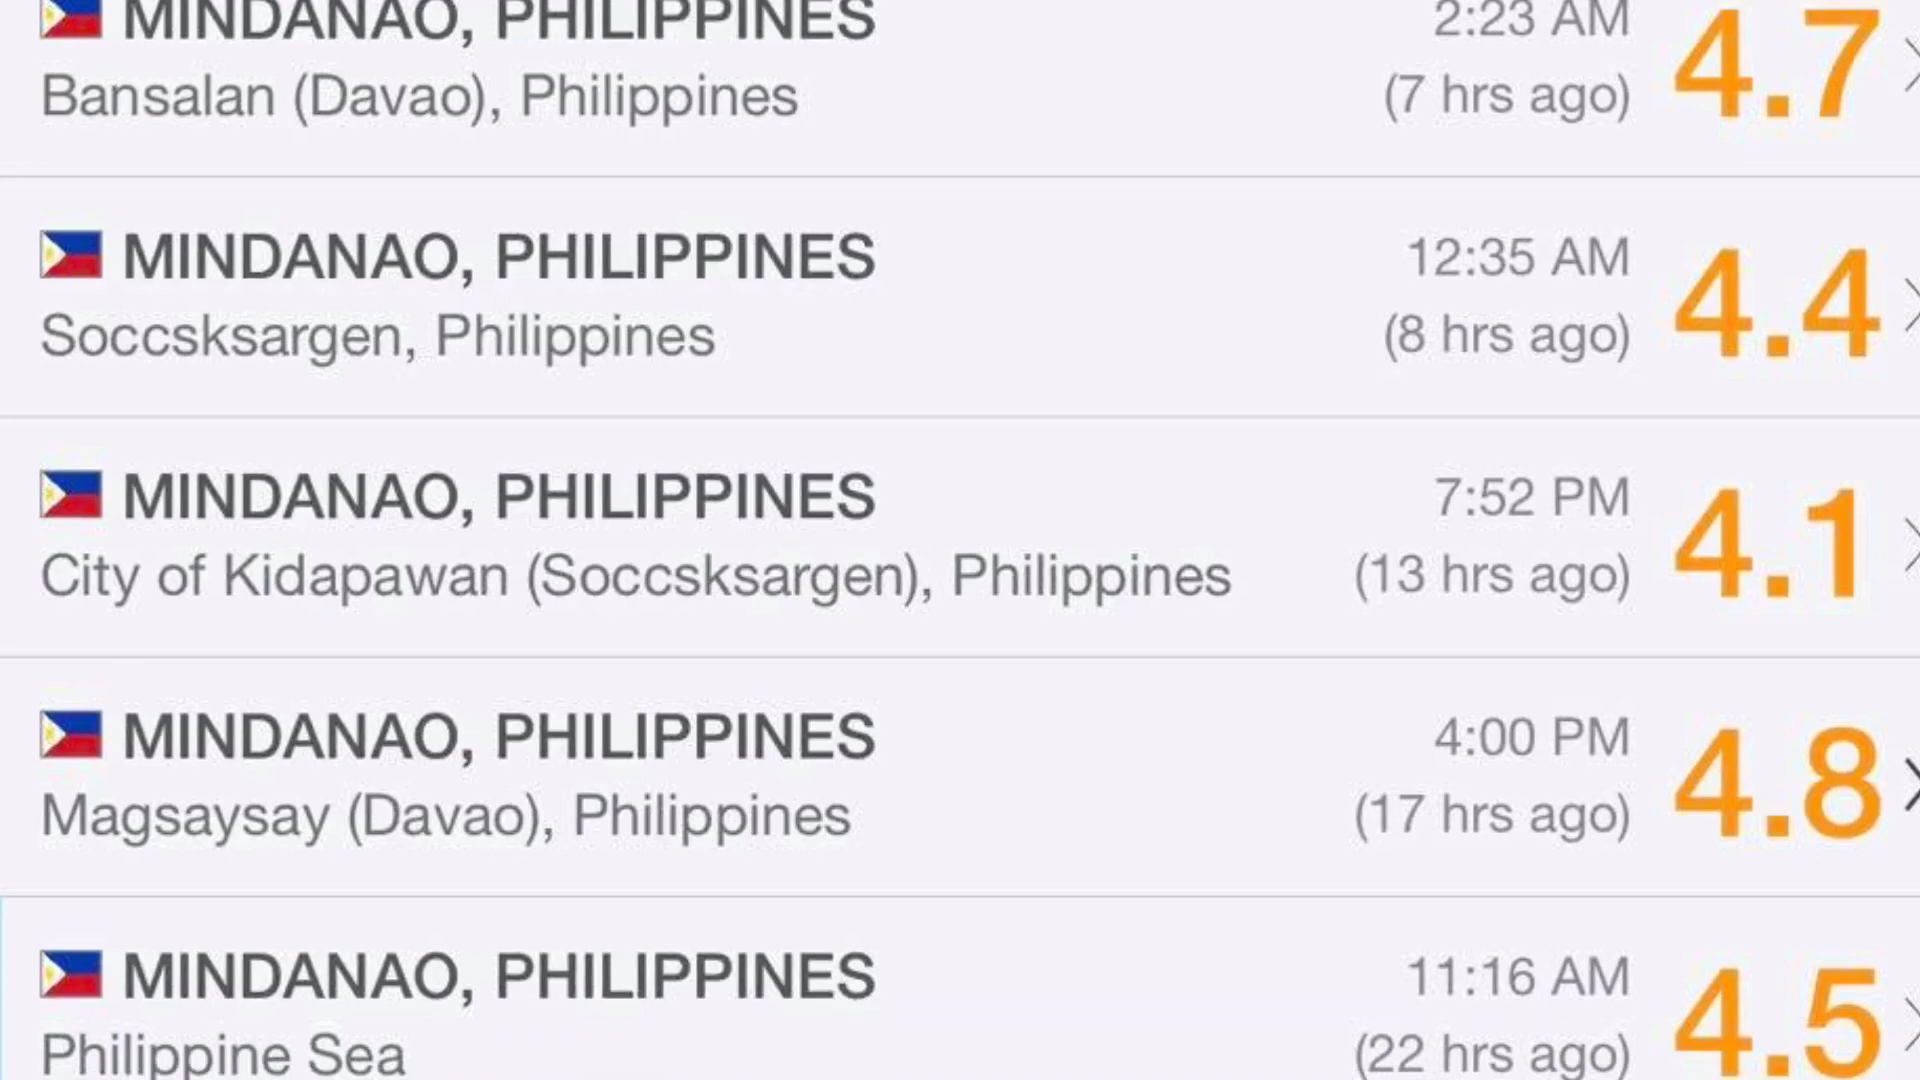 MINDANAO, PHILIPPINES 2:23 AM 4.7
Bansalan (Davao), Philippines (7 hrs ago)
MINDANAO, PHILIPPINES 12:35 AM 4.4
Soccsksargen, Philippines (8 hrs ago)
MINDANAO, PHILIPPINES 7:52 PM 4.1
City of Kidapawan (Soccsksargen), Philippines (13 hrs ago)
MINDANAO, PHILIPPINES 4:00 PM 4.8
Magsaysay (Davao), Philippines (17 hrs ago)
MINDANAO, PHILIPPINES 11:16 AM 4.5
Philippine Sea (22 hrs ago)